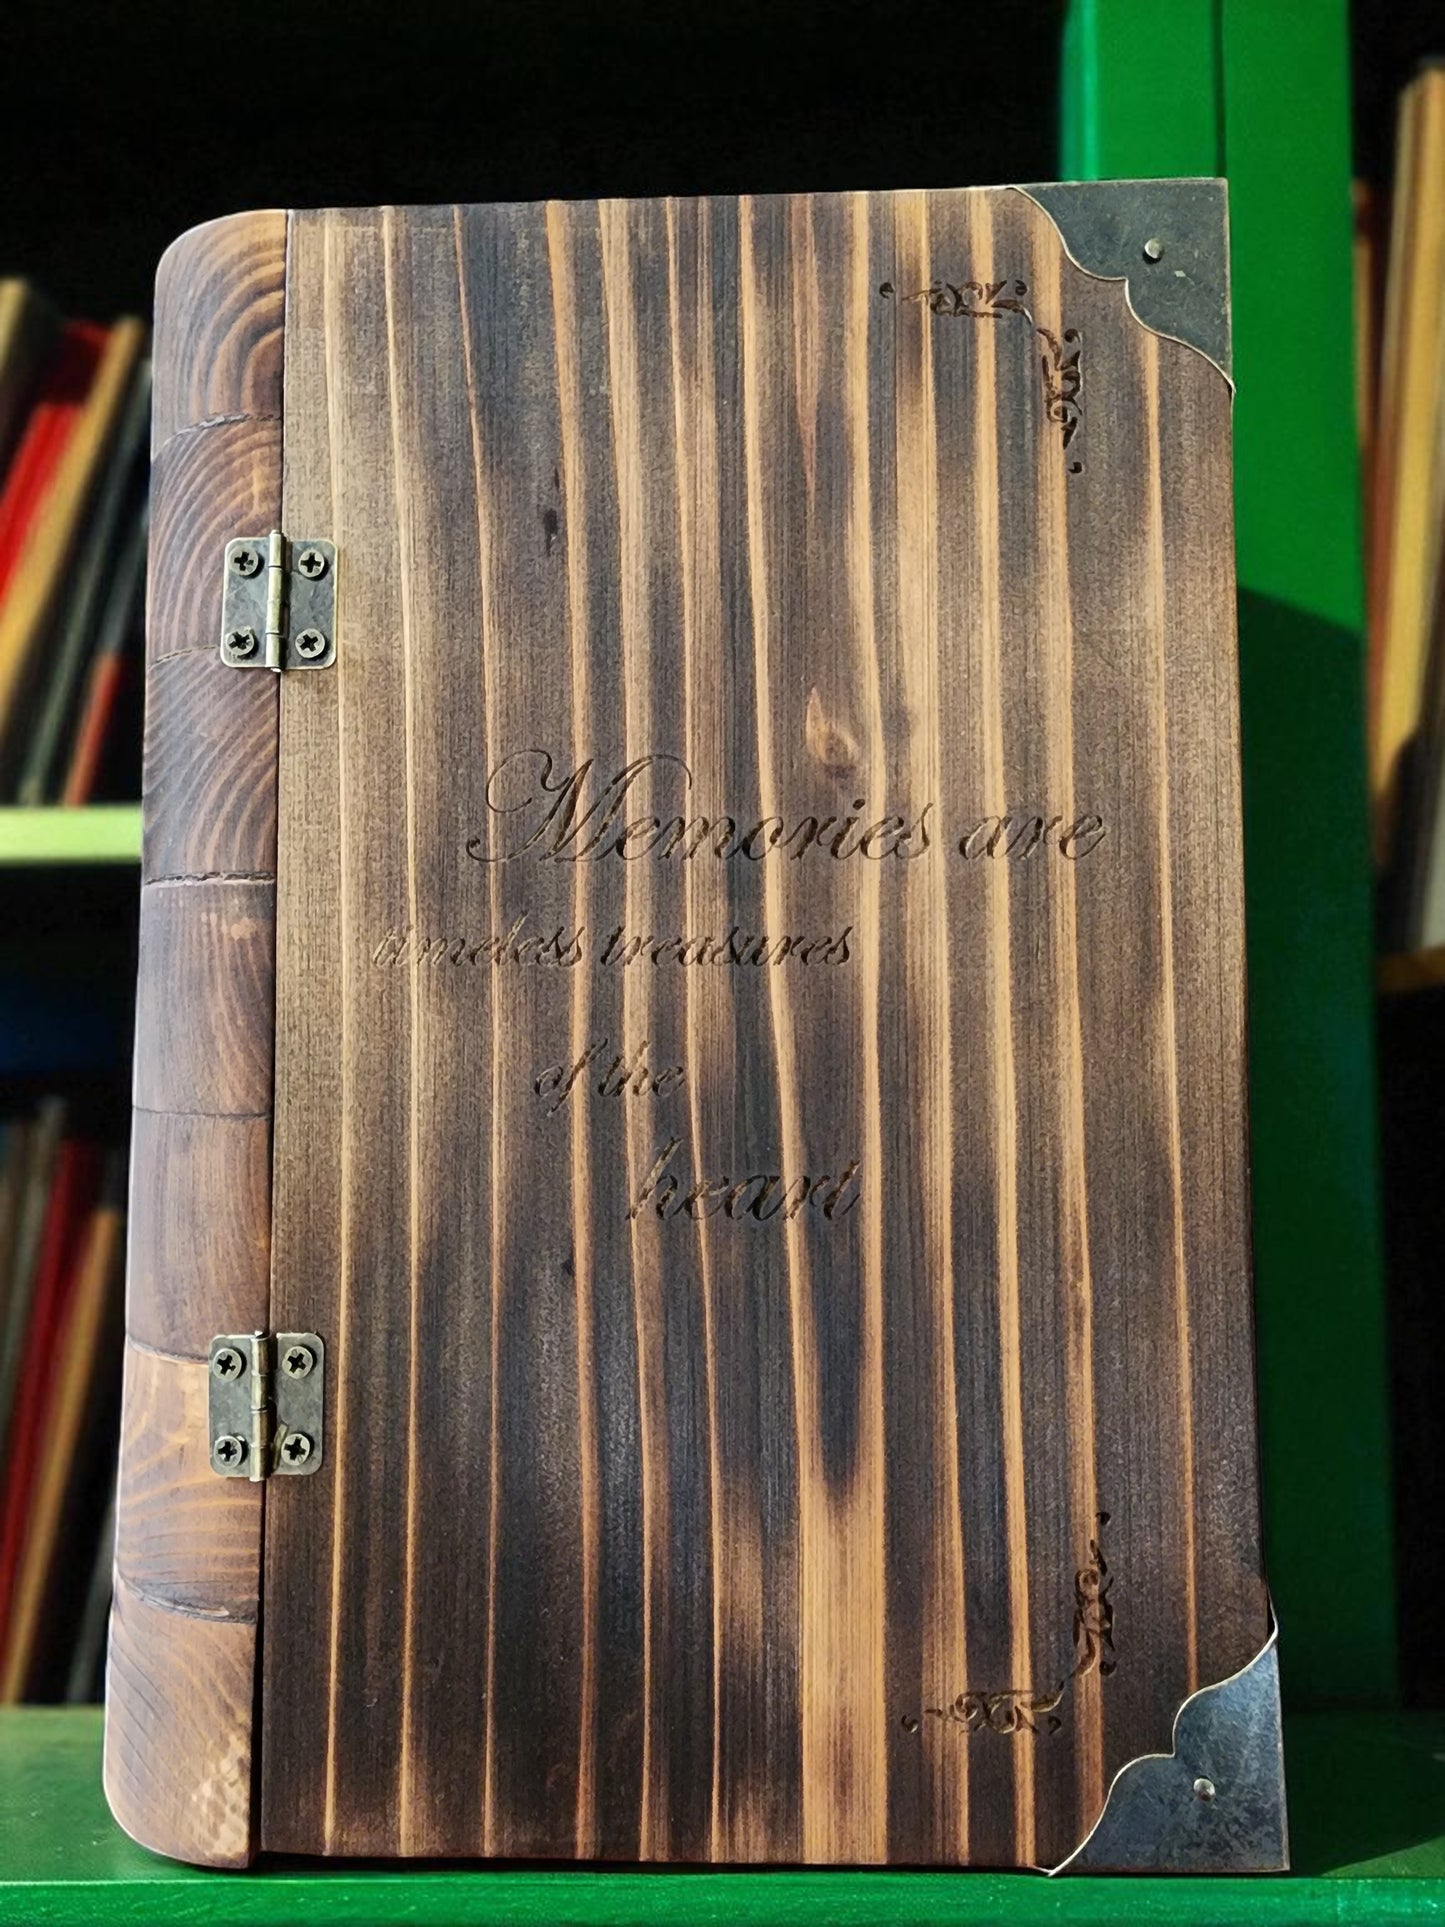 Memories are
timeless treasures
of the
heart